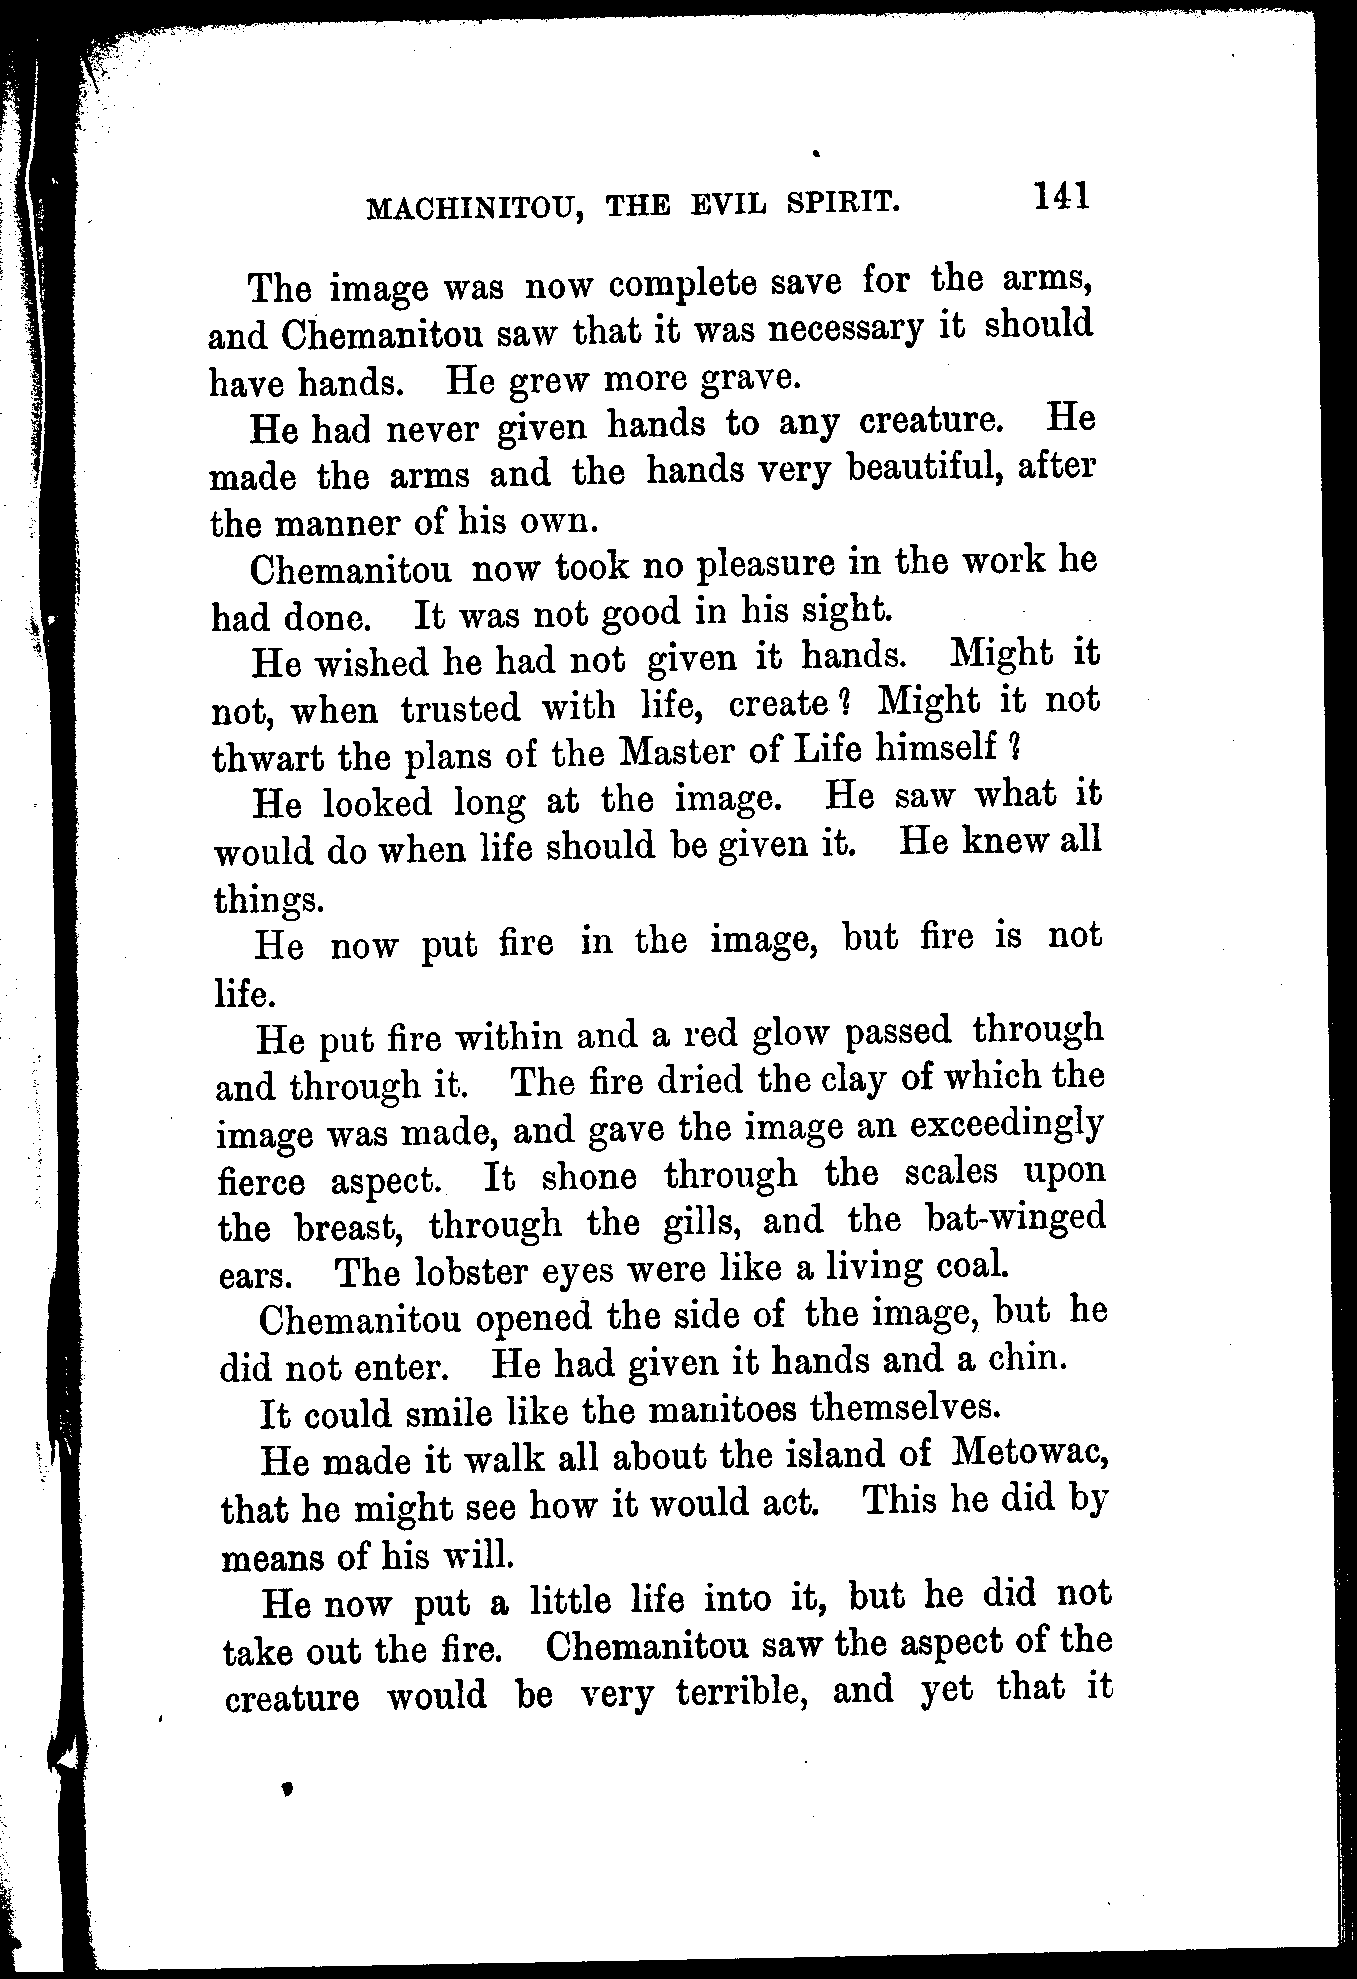 MACHINITOU, THE EVIL SPIRIT. 141
The image was now complete save for the arms,
and Chemanitou saw that it was necessary it should
have hands. He grew more grave.
He had never given hands to any creature. He
made the arms and the hands very beautiful, after
the manner of his own.
Chemanitou now took no pleasure in the work he
had done. It was not good in his sight.
He wished he had not given it hands. Might it
not, when trusted with life, create? Might it not
thwart the plans of the Master of Life himself?
He looked long at the image. He saw what it
would do when life should be given it. He knew all
things.
He now put fire in the image, but fire is not
life.
He put fire within and a red glow passed through
and through it. The fire dried the clay of which the
image was made, and gave the image an exceedingly
fierce aspect. It shone through the scales upon
the breast, through the gills, and the bat-winged
ears. The lobster eyes were like a living coal.
Chemanitou opened the side of the image, but he
did not enter. He had given it hands and a chin.
It could smile like the manitoes themselves.
He made it walk all about the island of Metowac,
that he might see how it would act. This he did by
means of his will.
He now put a little life into it, but he did not
take out the fire. Chemanitou saw the aspect of the
creature would be very terrible, and yet that it